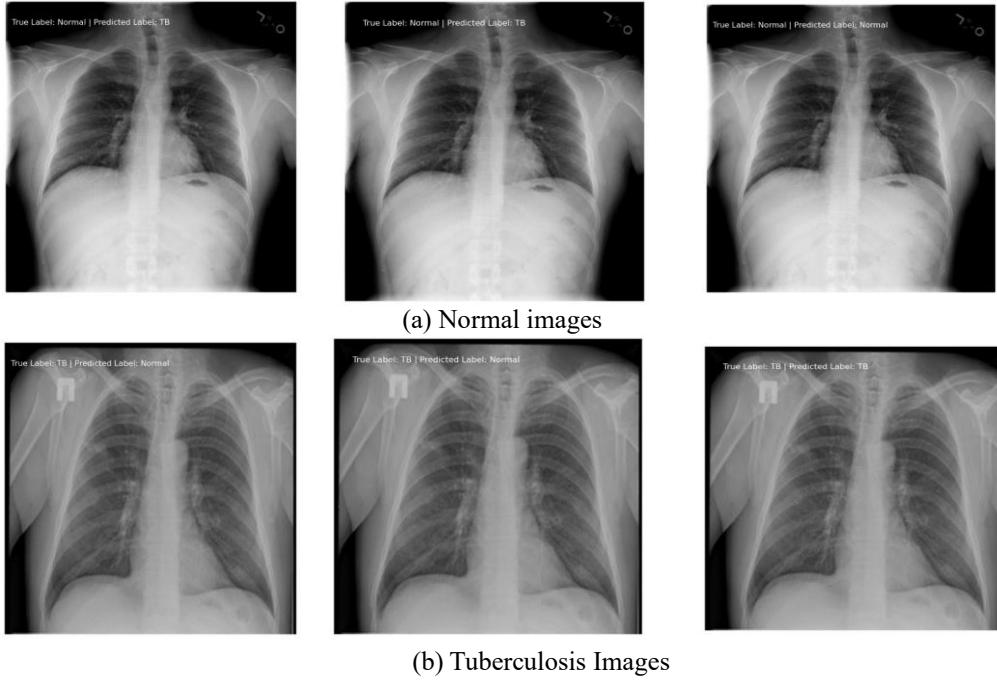 True Label: Normal | Predicted Label: TB
True Label: Normal | Predicted Label: TB
True Label: Normal | Predicted Label: Normal
(a) Normal images
True Label: TB | Predicted Label: Normal
True Label: TB | Predicted Label: Normal
True Label: TB | Predicted Label: TB
(b) Tuberculosis Images